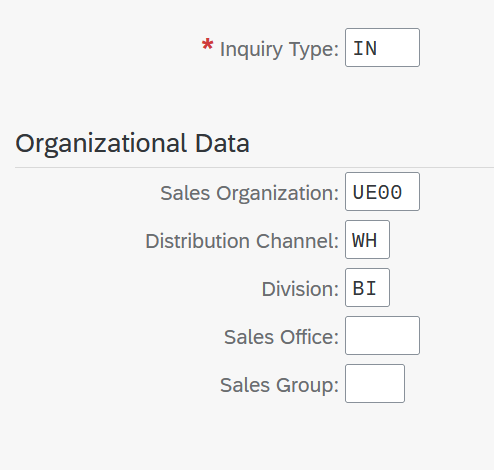 * Inquiry Type: IN
Organizational Data
Sales Organization: UE00
Distribution Channel: WH
Division: BI
Sales Office:
Sales Group: